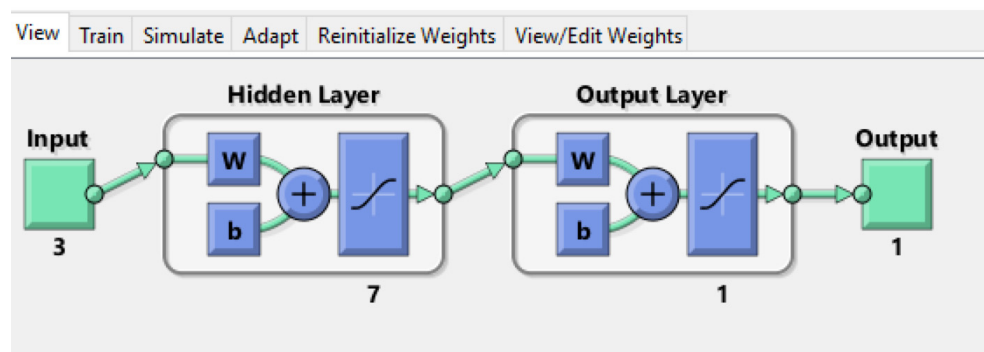 View Train Simulate Adapt Reinitialize Weights View/Edit Weights
Hidden Layer Output Layer
Input Output
W W
b b
3 1
7 1